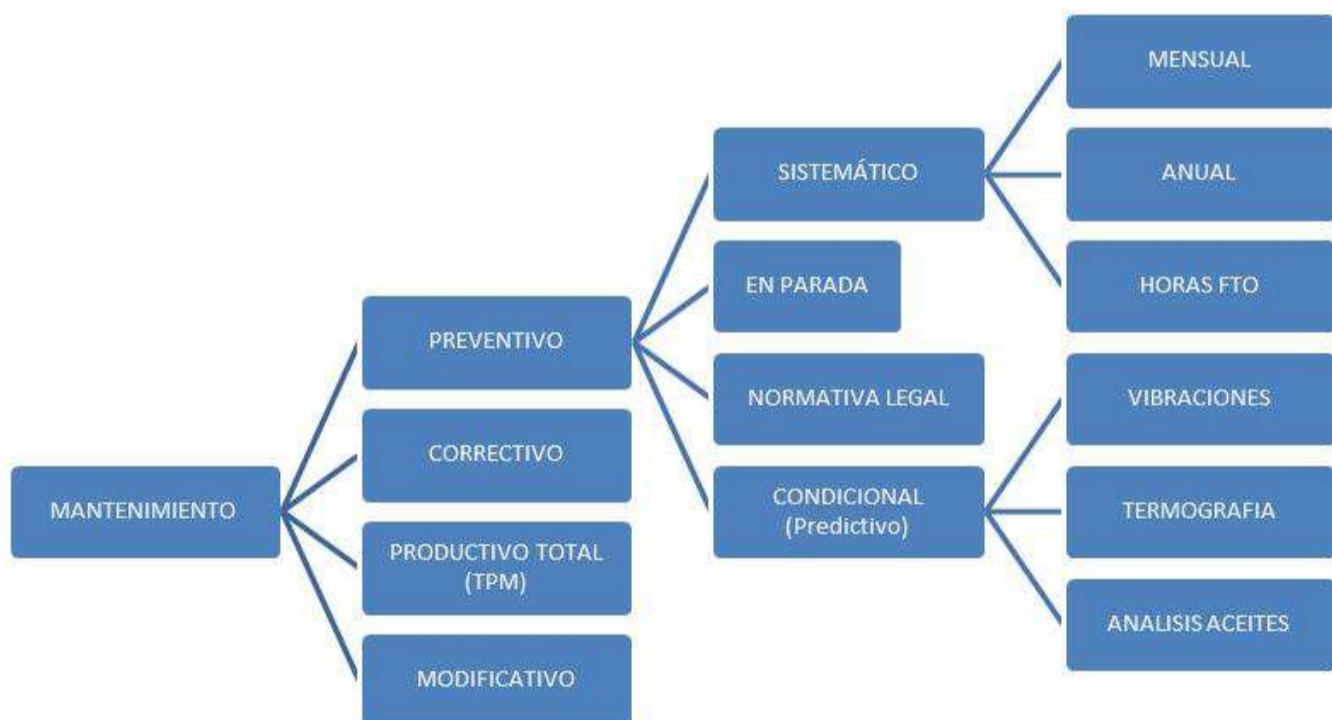 MANTENIMIENTO
PREVENTIVO
CORRECTIVO
PRODUCTIVO TOTAL
(TPM)
MODIFICATIVO
SISTEMÁTICO
EN PARADA
NORMATIVA LEGAL
CONDICIONAL
(Predictivo)
MENSUAL
ANUAL
HORAS FTO
VIBRACIONES
TERMOGRAFIA
ANALISIS ACEITES